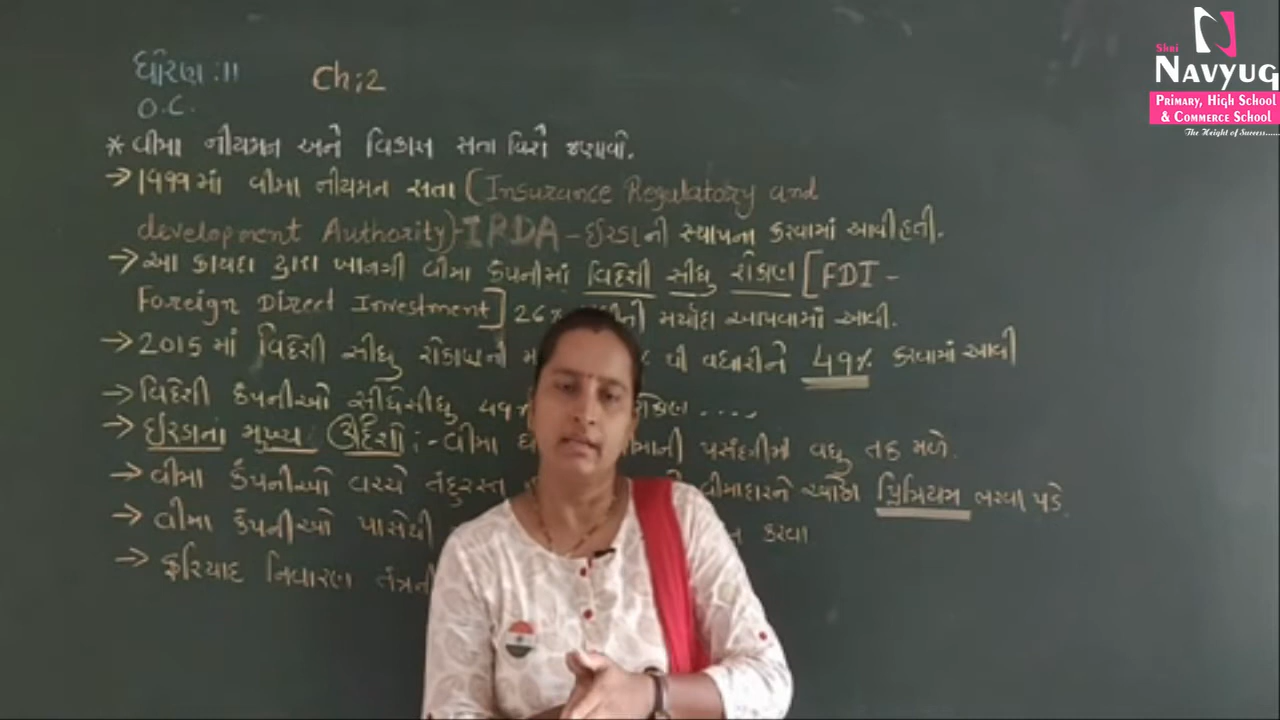 ધોરણ :11 Ch:2
O.C.
* વીમા નીયમન અને વિકાસ સતા વિશે જણાવો.
→ 1999માં વીમા નીયમન સતા (Insurance Regulatory and
development Authority)-IRDA - ઈરડાની સ્થાપના કરવામાં આવી હતી.
→ આ કાયદા દ્વારા ખાનગી વીમા કંપનીમાં વિદેશી સીધુ રોકાણ [FDI -
Foreign Direct Investment] 26% મર્યાદા આપવામાં આવી.
→ 2015 માં વિદેશી સીધુ રોકાણની થી વધારીને 49% કરવામાં આવી
→ વિદેશી કંપનીઓ સીધેસીધુ 49% ....
→ ઈરડાના મુખ્ય ઉદેશો :- વીમા પસંદગીમાં વધુ તક મળે.
→ વીમા કંપનીઓ વચ્ચે તંદુરસ્ત વીમાદારને ઓછા પ્રિમિયમ ભરવા પડે.
→ વીમા કંપનીઓ પાસેથી કરવા
→ ફરિયાદ નિવારણ તંત્રની
Shri
NAVYUG
PRIMARY, HIGH SCHOOL
& COMMERCE SCHOOL
The Height of Success.....